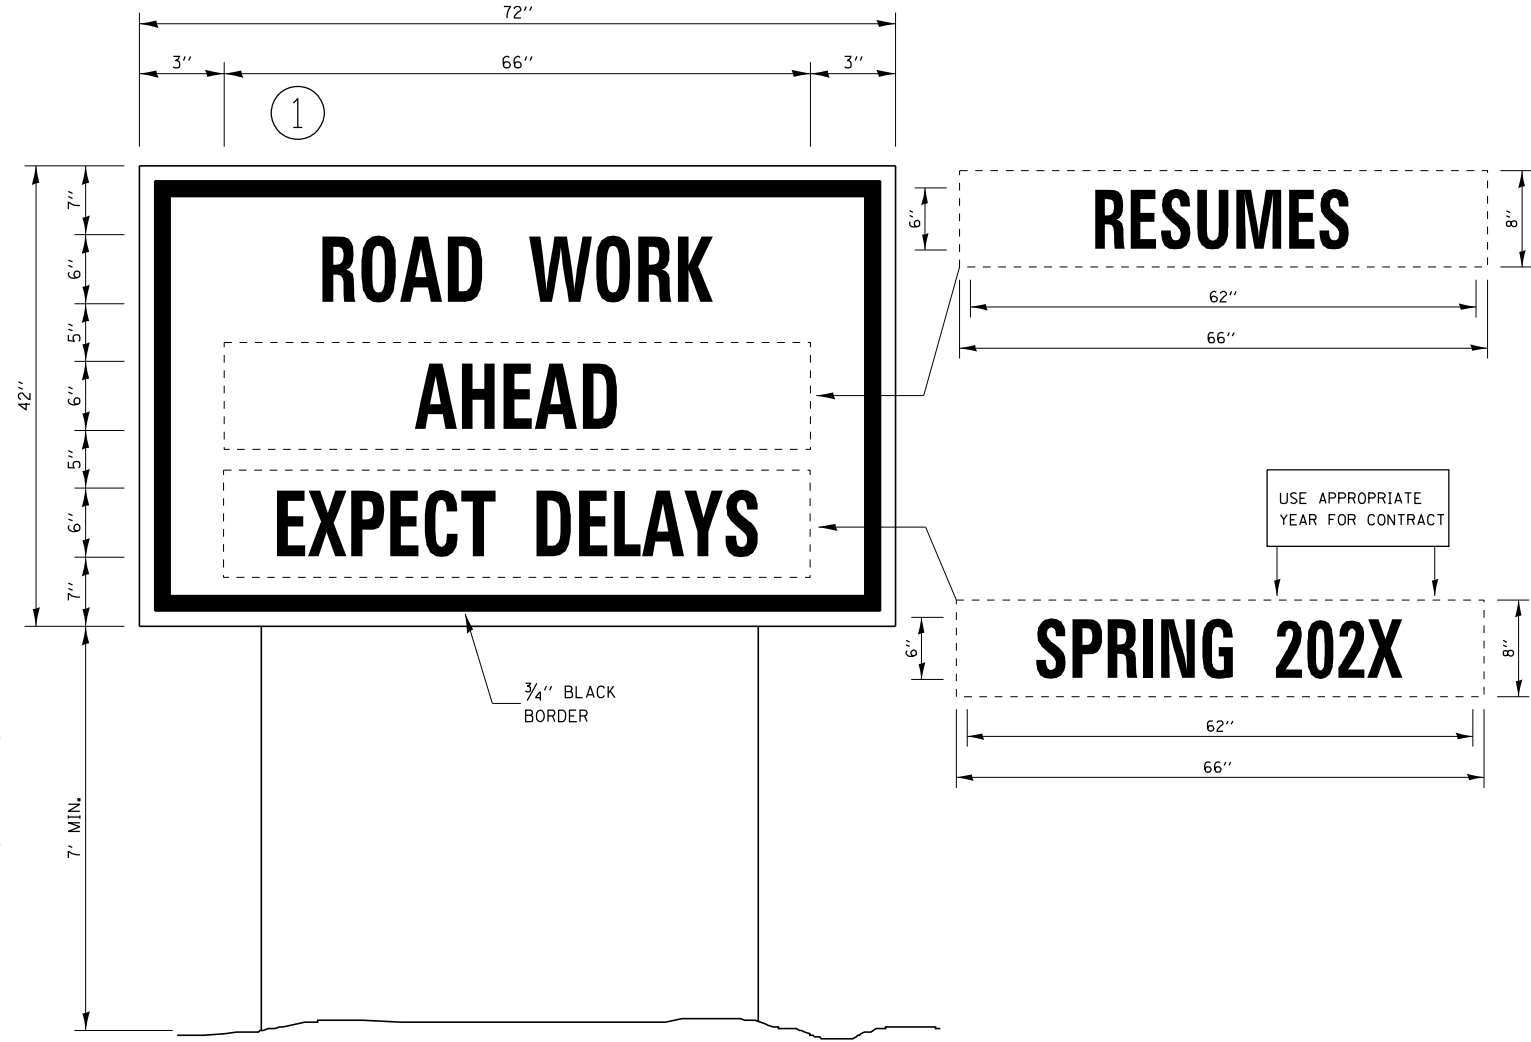 72''
3'' 66'' 3''
1
7''
6''
5''
6''
5''
6''
7''
42''
7' MIN.
ROAD WORK
AHEAD
EXPECT DELAYS
3/4'' BLACK
BORDER
6''
RESUMES
8''
62''
66''
USE APPROPRIATE
YEAR FOR CONTRACT
6''
SPRING 202X
8''
62''
66''